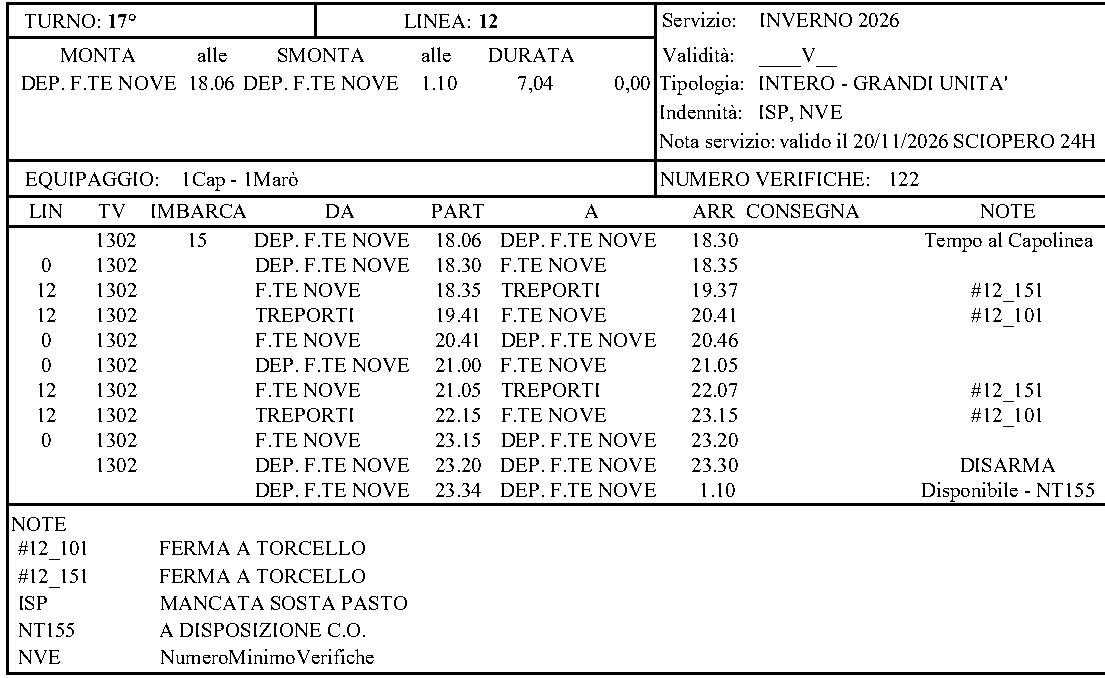 TURNO: 17° LINEA: 12 Servizio: INVERNO 2026
MONTA alle SMONTA alle DURATA Validità: ____V__
DEP. F.TE NOVE 18.06 DEP. F.TE NOVE 1.10 7,04 0,00 Tipologia: INTERO - GRANDI UNITA'
Indennità: ISP, NVE
Nota servizio: valido il 20/11/2026 SCIOPERO 24H
EQUIPAGGIO: 1Cap - 1Marò NUMERO VERIFICHE: 122
LIN TV IMBARCA DA PART A ARR CONSEGNA NOTE
1302 15 DEP. F.TE NOVE 18.06 DEP. F.TE NOVE 18.30 Tempo al Capolinea
0 1302 DEP. F.TE NOVE 18.30 F.TE NOVE 18.35
12 1302 F.TE NOVE 18.35 TREPORTI 19.37 #12_151
12 1302 TREPORTI 19.41 F.TE NOVE 20.41 #12_101
0 1302 F.TE NOVE 20.41 DEP. F.TE NOVE 20.46
0 1302 DEP. F.TE NOVE 21.00 F.TE NOVE 21.05
12 1302 F.TE NOVE 21.05 TREPORTI 22.07 #12_151
12 1302 TREPORTI 22.15 F.TE NOVE 23.15 #12_101
0 1302 F.TE NOVE 23.15 DEP. F.TE NOVE 23.20
1302 DEP. F.TE NOVE 23.20 DEP. F.TE NOVE 23.30 DISARMA
DEP. F.TE NOVE 23.34 DEP. F.TE NOVE 1.10 Disponibile - NT155
NOTE
#12_101 FERMA A TORCELLO
#12_151 FERMA A TORCELLO
ISP MANCATA SOSTA PASTO
NT155 A DISPOSIZIONE C.O.
NVE NumeroMinimoVerifiche